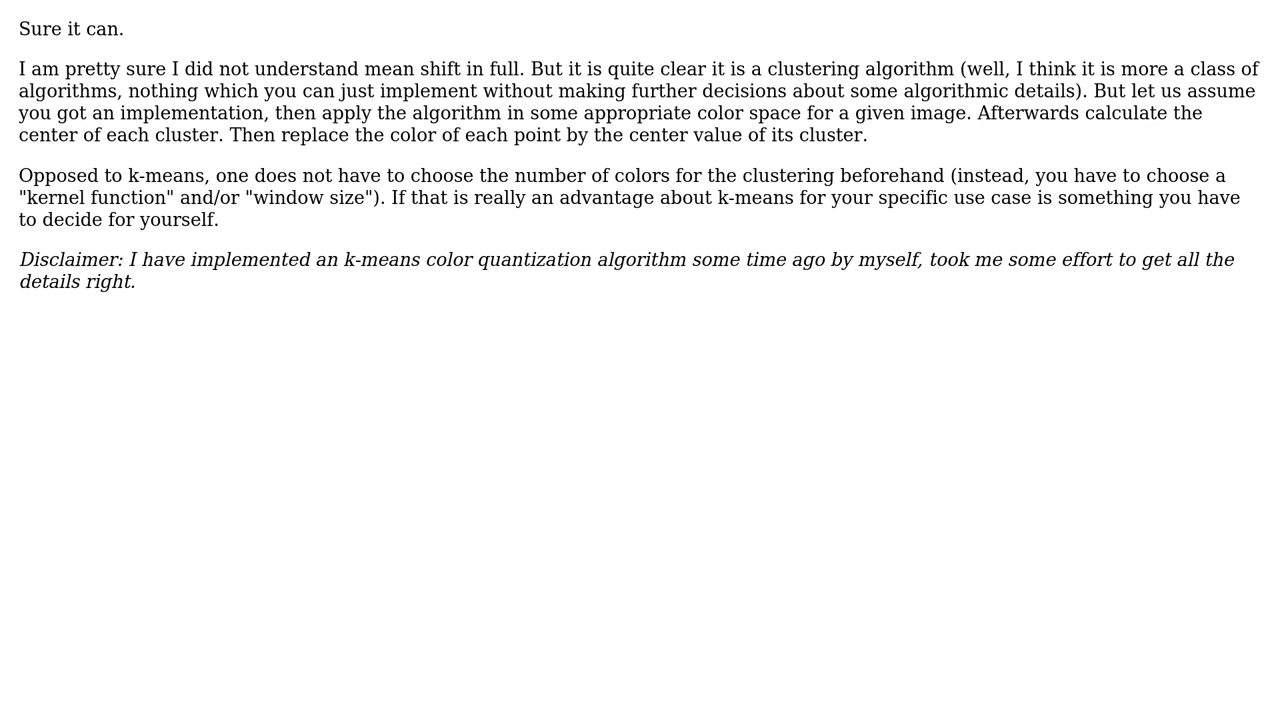 Sure it can.
I am pretty sure I did not understand mean shift in full. But it is quite clear it is a clustering algorithm (well, I think it is more a class of
algorithms, nothing which you can just implement without making further decisions about some algorithmic details). But let us assume
you got an implementation, then apply the algorithm in some appropriate color space for a given image. Afterwards calculate the
center of each cluster. Then replace the color of each point by the center value of its cluster.
Opposed to k-means, one does not have to choose the number of colors for the clustering beforehand (instead, you have to choose a
"kernel function" and/or "window size"). If that is really an advantage about k-means for your specific use case is something you have
to decide for yourself.
Disclaimer: I have implemented an k-means color quantization algorithm some time ago by myself, took me some effort to get all the
details right.